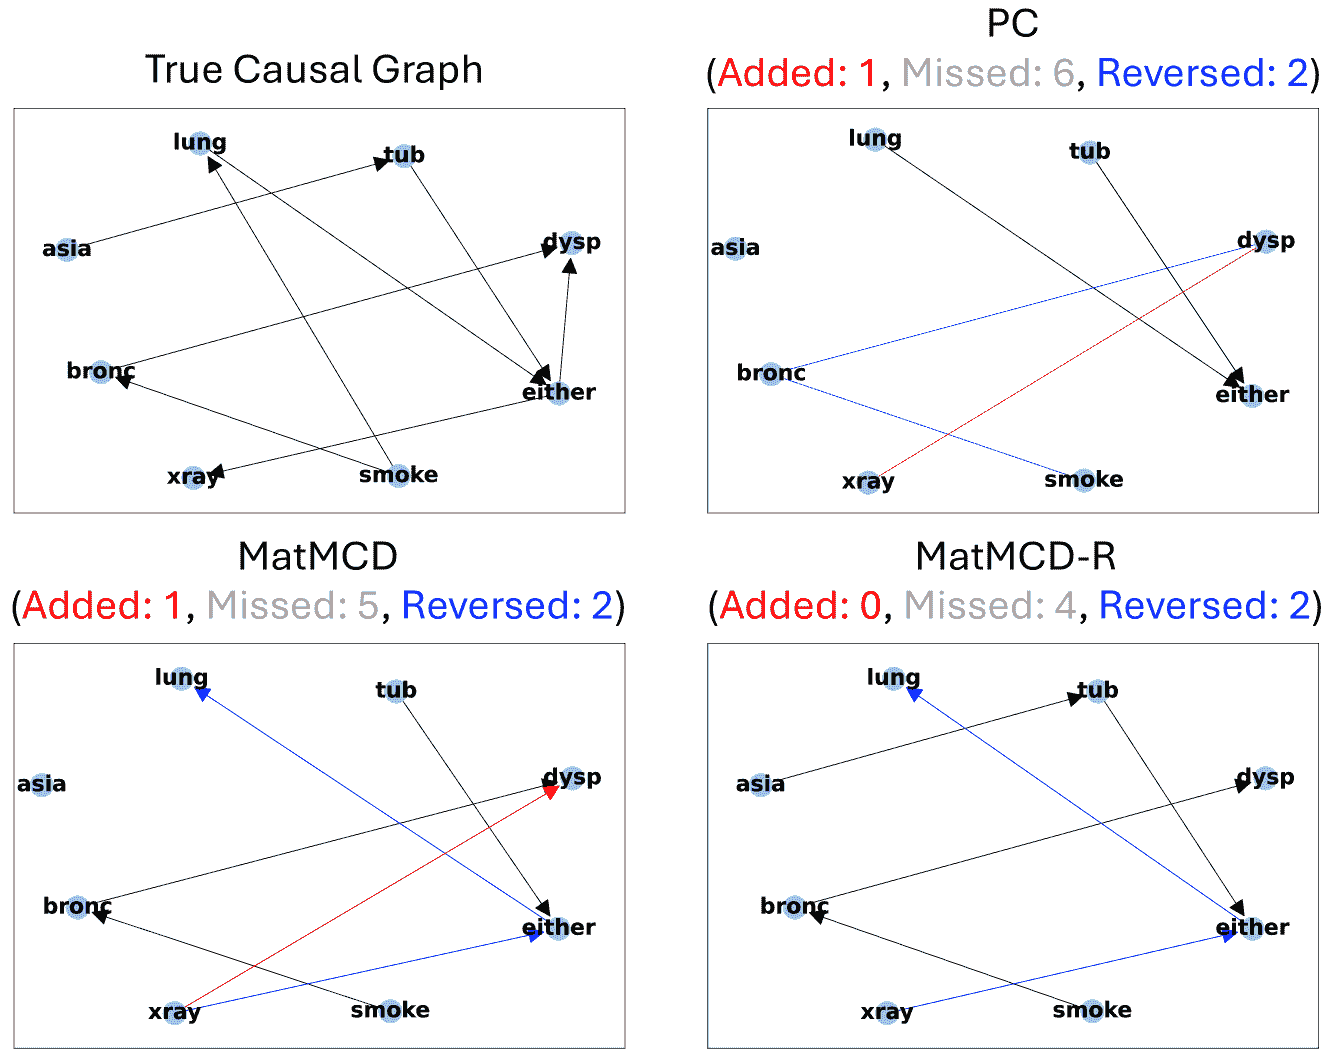 True Causal Graph
lung
tub
asia
dysp
bronc
either
xray
smoke
PC
(Added: 1, Missed: 6, Reversed: 2)
lung
tub
asia
dysp
bronc
either
xray
smoke
MatMCD
(Added: 1, Missed: 5, Reversed: 2)
lung
tub
asia
dysp
bronc
either
xray
smoke
MatMCD-R
(Added: 0, Missed: 4, Reversed: 2)
lung
tub
asia
dysp
bronc
either
xray
smoke